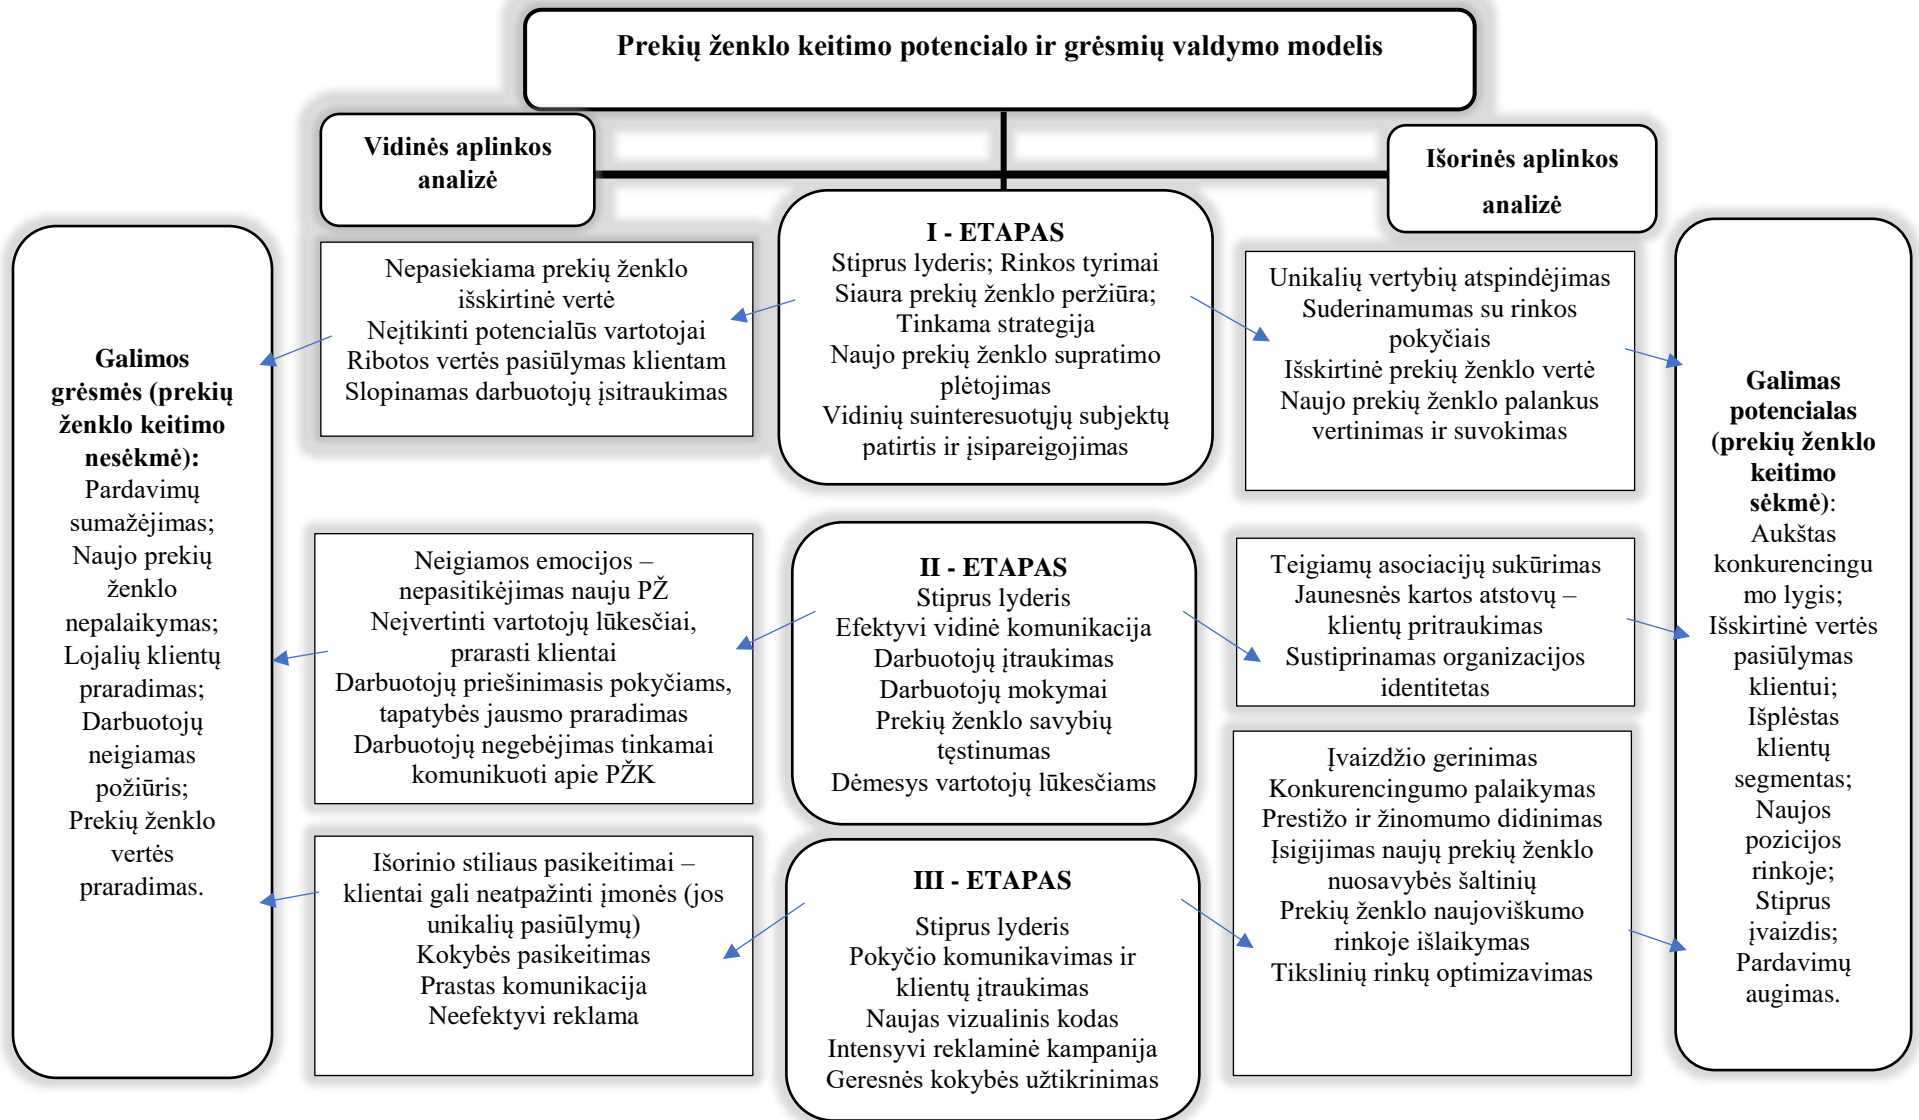 Prekių ženklo keitimo potencialo ir grėsmių valdymo modelis
Vidinės aplinkos
analizė
Išorinės aplinkos
analizė
Galimos
grėsmės (prekių
ženklo keitimo
nesėkmė):
Pardavimų
sumažėjimas;
Naujo prekių
ženklo
nepalaikymas;
Lojalių klientų
praradimas;
Darbuotojų
neigiamas
požiūris;
Prekių ženklo
vertės
praradimas.
Nepasiekiama prekių ženklo
išskirtinė vertė
Neįtikinti potencialūs vartotojai
Ribotos vertės pasiūlymas klientam
Slopinamas darbuotojų įsitraukimas
I - ETAPAS
Stiprus lyderis; Rinkos tyrimai
Siaura prekių ženklo peržiūra;
Tinkama strategija
Naujo prekių ženklo supratimo
plėtojimas
Vidinių suinteresuotųjų subjektų
patirtis ir įsipareigojimas
Unikalių vertybių atspindėjimas
Suderinamumas su rinkos
pokyčiais
Išskirtinė prekių ženklo vertė
Naujo prekių ženklo palankus
vertinimas ir suvokimas
Neigiamos emocijos –
nepasitikėjimas nauju PŽ
Neįvertinti vartotojų lūkesčiai,
prarasti klientai
Darbuotojų priešinimasis pokyčiams,
tapatybės jausmo praradimas
Darbuotojų negebėjimas tinkamai
komunikuoti apie PŽK
II - ETAPAS
Stiprus lyderis
Efektyvi vidinė komunikacija
Darbuotojų įtraukimas
Darbuotojų mokymai
Prekių ženklo savybių
tęstinumas
Dėmesys vartotojų lūkesčiams
Teigiamų asociacijų sukūrimas
Jaunesnės kartos atstovų –
klientų pritraukimas
Sustiprinamas organizacijos
identitetas
Išorinio stiliaus pasikeitimai –
klientai gali neatpažinti įmonės (jos
unikalių pasiūlymų)
Kokybės pasikeitimas
Prastas komunikacija
Neefektyvi reklama
III - ETAPAS
Stiprus lyderis
Pokyčio komunikavimas ir
klientų įtraukimas
Naujas vizualinis kodas
Intensyvi reklaminė kampanija
Geresnės kokybės užtikrinimas
Įvaizdžio gerinimas
Konkurencingumo palaikymas
Prestižo ir žinomumo didinimas
Įsigijimas naujų prekių ženklo
nuosavybės šaltinių
Prekių ženklo naujoviškumo
rinkoje išlaikymas
Tikslinių rinkų optimizavimas
Galimas
potencialas
(prekių ženklo
keitimo
sėkmė):
Aukštas
konkurencingu
mo lygis;
Išskirtinė vertės
pasiūlymas
klientui;
Išplėstas
klientų
segmentas;
Naujos
pozicijos
rinkoje;
Stiprus
įvaizdis;
Pardavimų
augimas.